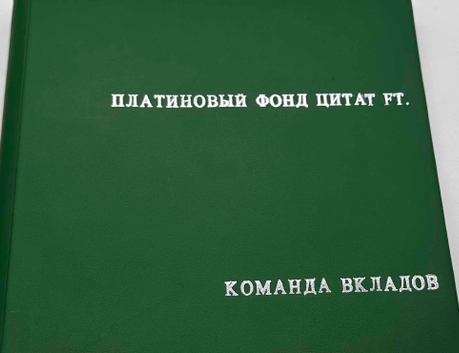 ПЛАТИНОВЫЙ ФОНД ЦИТАТ FT.
КОМАНДА ВКЛАДОВ